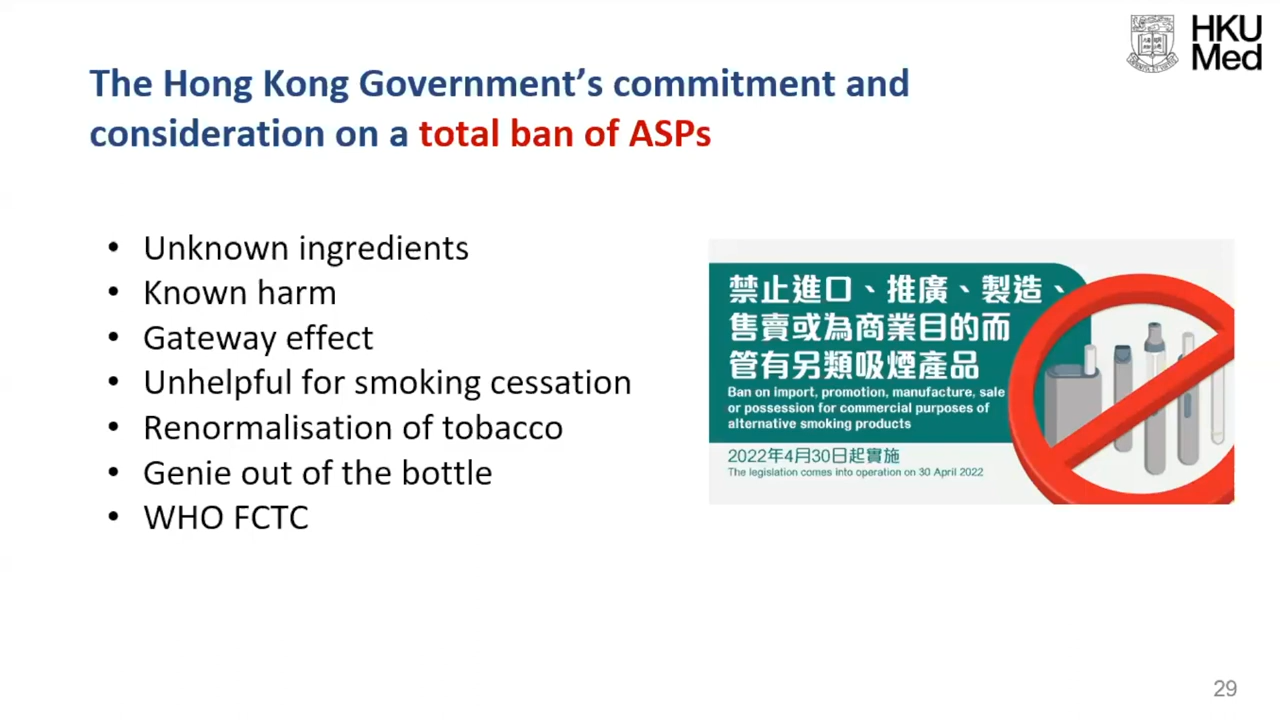 HKU
Med
The Hong Kong Government's commitment and
consideration on a total ban of ASPs
• Unknown ingredients
• Known harm
• Gateway effect
• Unhelpful for smoking cessation
• Renormalisation of tobacco
• Genie out of the bottle
• WHO FCTC
禁止進口、推廣、製造、
售賣或為商業目的而
管有另類吸煙產品
Ban on import, promotion, manufacture, sale
or possession for commercial purposes of
alternative smoking products
2022年4月30日起實施
The legislation comes into operation on 30 April 2022
29